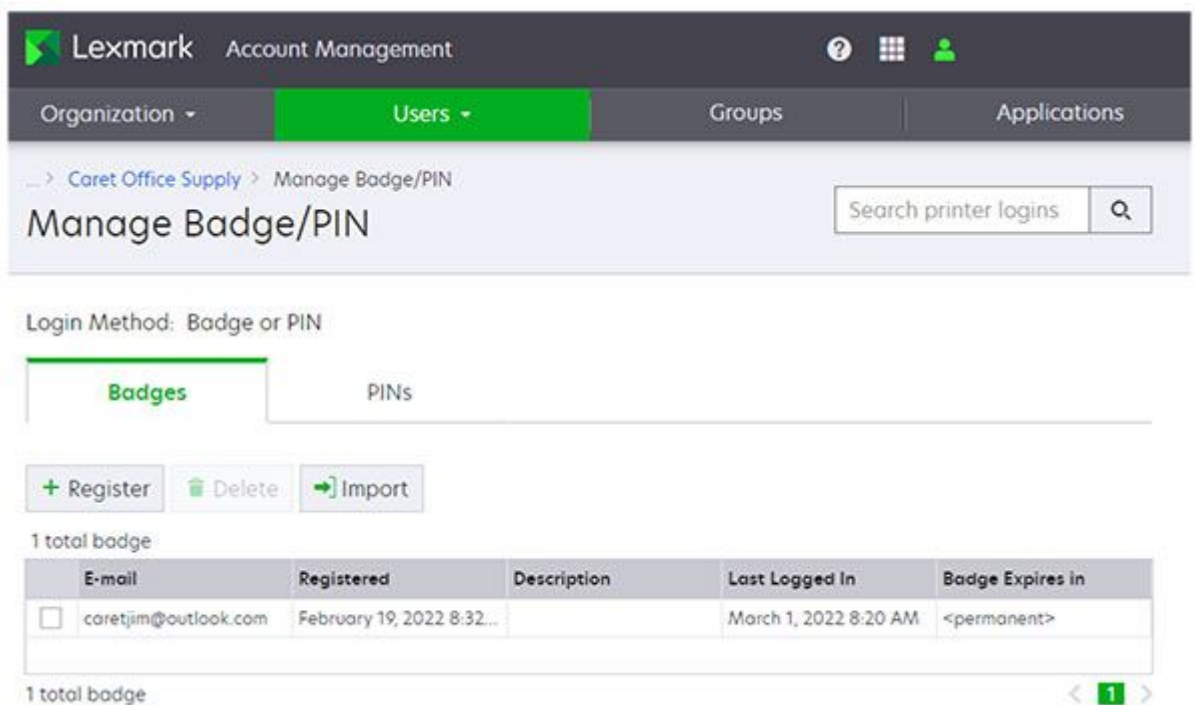 Lexmark Account Management
Organization Users Groups Applications
... > Caret Office Supply > Manage Badge/PIN
Manage Badge/PIN
Search printer logins
Login Method: Badge or PIN
Badges PINs
+ Register Delete Import
1 total badge
E-mail Registered Description Last Logged In Badge Expires in
caretjim@outlook.com February 19, 2022 8:32... March 1, 2022 8:20 AM <permanent>
1 total badge < 1 >